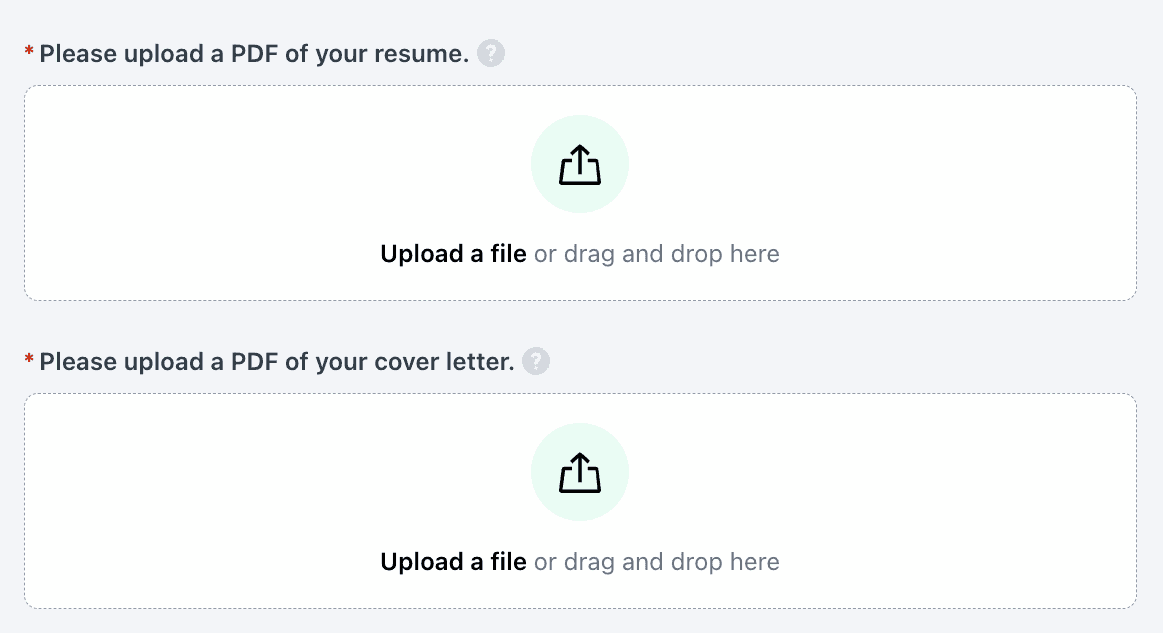 * Please upload a PDF of your resume. ?
Upload a file or drag and drop here
* Please upload a PDF of your cover letter. ?
Upload a file or drag and drop here